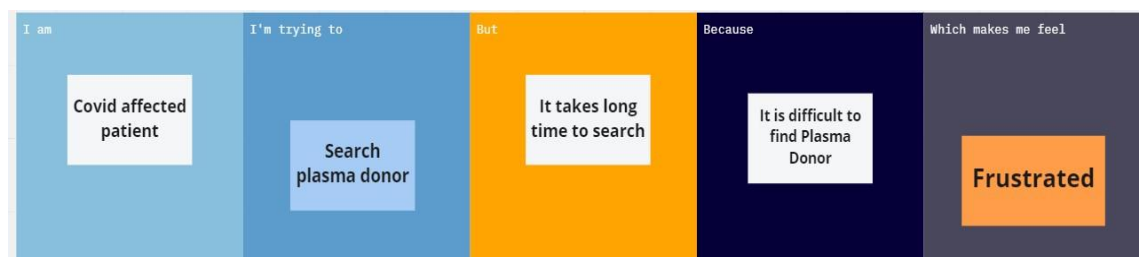 I am
Covid affected
patient
I'm trying to
Search
plasma donor
But
It takes long
time to search
Because
It is difficult to
find Plasma
Donor
Which makes me feel
Frustrated